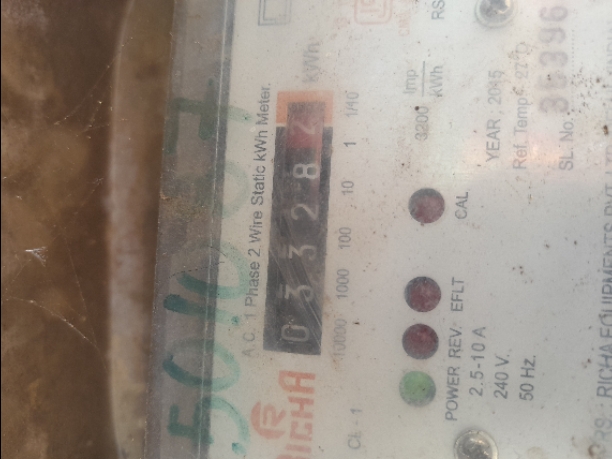 A.C. 1 Phase 2 Wire Static kWh Meter.
RICHA
0 3 3 2 8 2 kWh
10000 1000 100 10 1 1/10
CL - 1
3200 Imp
kWh
CAL
POWER REV. EFLT
2.5-10 A
240 V.
50 Hz.
YEAR,
Ref. Temp. 27°C
SL No.
RICHA EQUIPMENTS